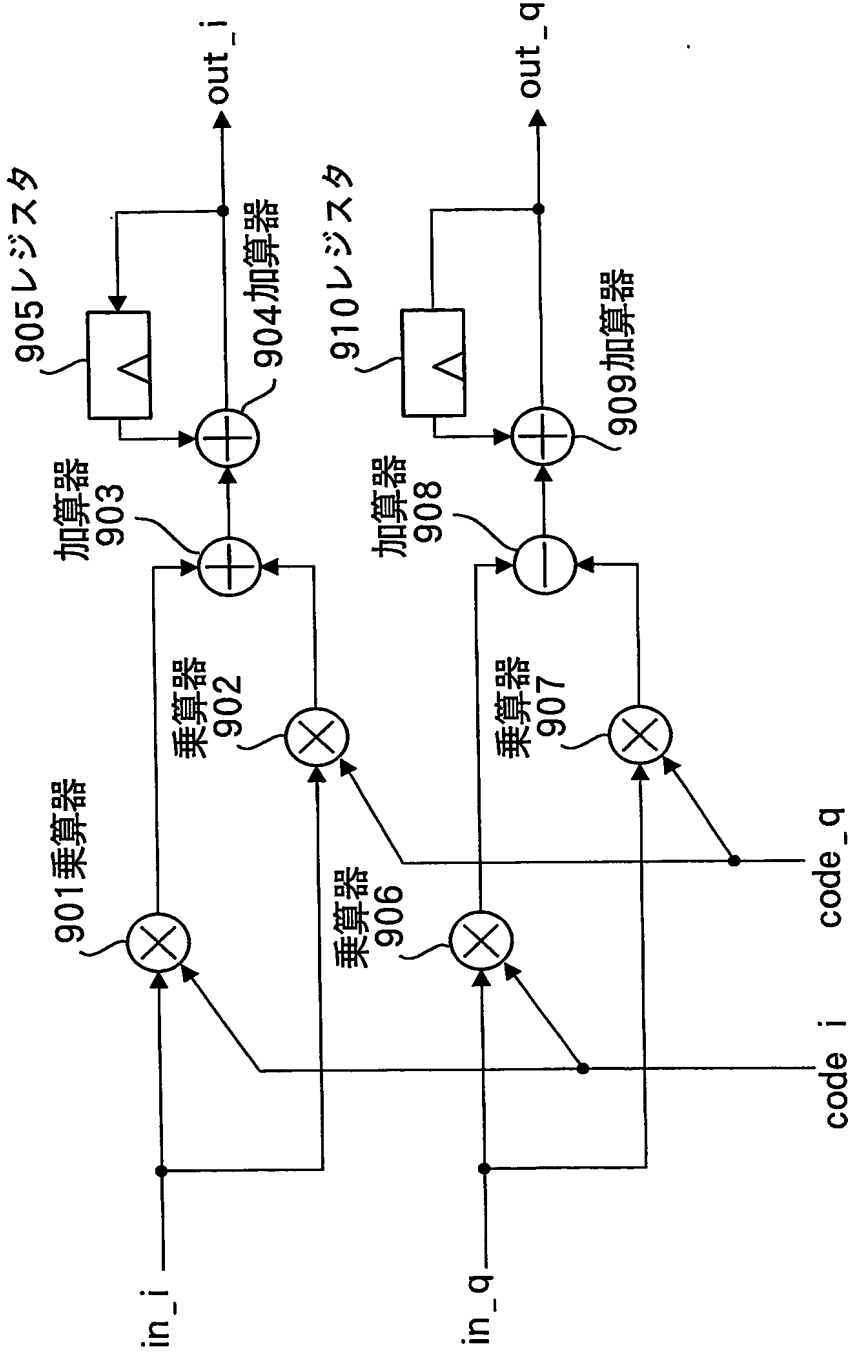 905レジスタ
out_i
904加算器
加算器
903
901乗算器
乗算器
902
in_i
910レジスタ
out_q
909加算器
加算器
908
乗算器
906
乗算器
907
in_q
code_i
code_q